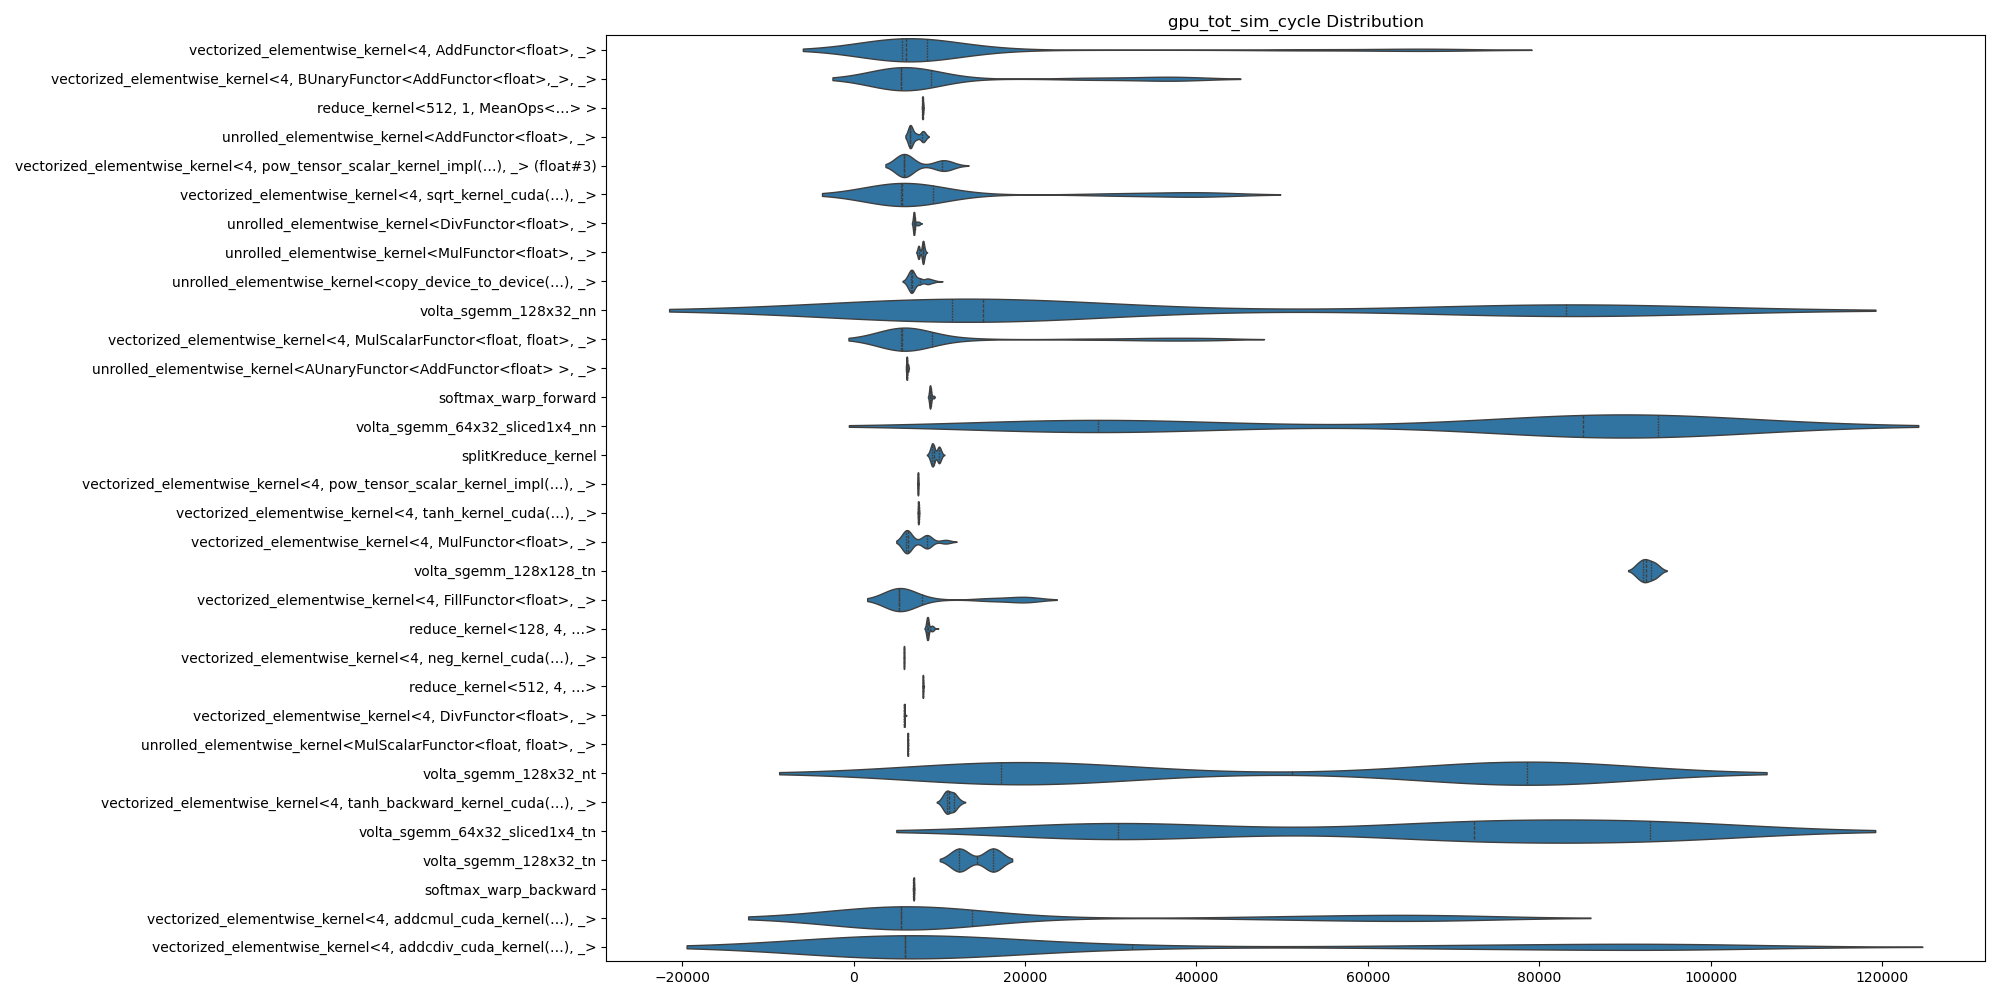 gpu_tot_sim_cycle Distribution
vectorized_elementwise_kernel<4, AddFunctor<float>, _>
vectorized_elementwise_kernel<4, BUnaryFunctor<AddFunctor<float>,_>, _>
reduce_kernel<512, 1, MeanOps<...> >
unrolled_elementwise_kernel<AddFunctor<float>, _>
vectorized_elementwise_kernel<4, pow_tensor_scalar_kernel_impl(...), _> (float#3)
vectorized_elementwise_kernel<4, sqrt_kernel_cuda(...), _>
unrolled_elementwise_kernel<DivFunctor<float>, _>
unrolled_elementwise_kernel<MulFunctor<float>, _>
unrolled_elementwise_kernel<copy_device_to_device(...), _>
volta_sgemm_128x32_nn
vectorized_elementwise_kernel<4, MulScalarFunctor<float, float>, _>
unrolled_elementwise_kernel<AUnaryFunctor<AddFunctor<float> >, _>
softmax_warp_forward
volta_sgemm_64x32_sliced1x4_nn
splitKreduce_kernel
vectorized_elementwise_kernel<4, pow_tensor_scalar_kernel_impl(...), _>
vectorized_elementwise_kernel<4, tanh_kernel_cuda(...), _>
vectorized_elementwise_kernel<4, MulFunctor<float>, _>
volta_sgemm_128x128_tn
vectorized_elementwise_kernel<4, FillFunctor<float>, _>
reduce_kernel<128, 4, ...>
vectorized_elementwise_kernel<4, neg_kernel_cuda(...), _>
reduce_kernel<512, 4, ...>
vectorized_elementwise_kernel<4, DivFunctor<float>, _>
unrolled_elementwise_kernel<MulScalarFunctor<float, float>, _>
volta_sgemm_128x32_nt
vectorized_elementwise_kernel<4, tanh_backward_kernel_cuda(...), _>
volta_sgemm_64x32_sliced1x4_tn
volta_sgemm_128x32_tn
softmax_warp_backward
vectorized_elementwise_kernel<4, addcmul_cuda_kernel(...), _>
vectorized_elementwise_kernel<4, addcdiv_cuda_kernel(...), _>
−20000 0 20000 40000 60000 80000 100000 120000